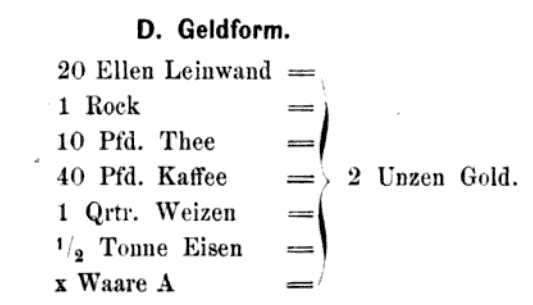 D. Geldform.
20 Ellen Leinwand =
1 Rock =
10 Pfd. Thee =
40 Pfd. Kaffee = 2 Unzen Gold.
1 Qrtr. Weizen =
1/2 Tonne Eisen =
x Waare A =